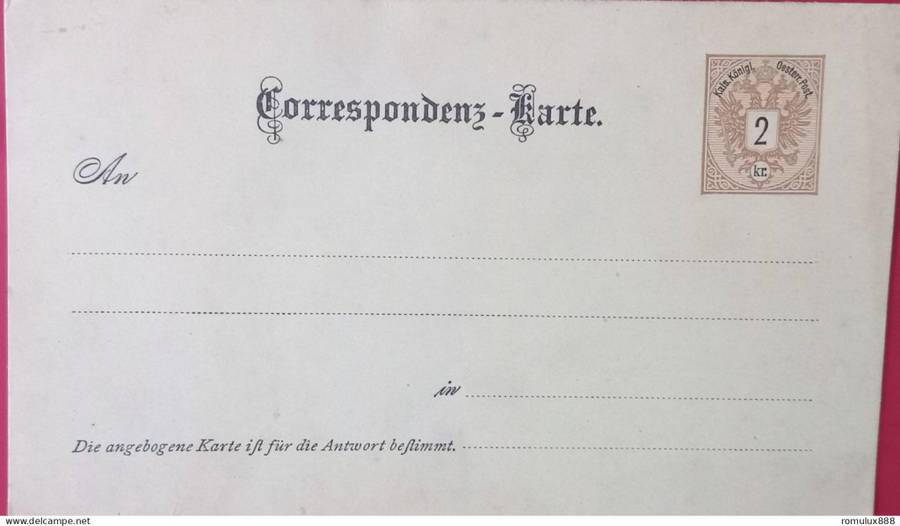 Correspondenz-Karte.
Kais. Königl. Oesterr. Post.
2
kr.
An
in
Die angebogene Karte iſt für die Antwort beſtimmt.
www.delcampe.net
romulux888